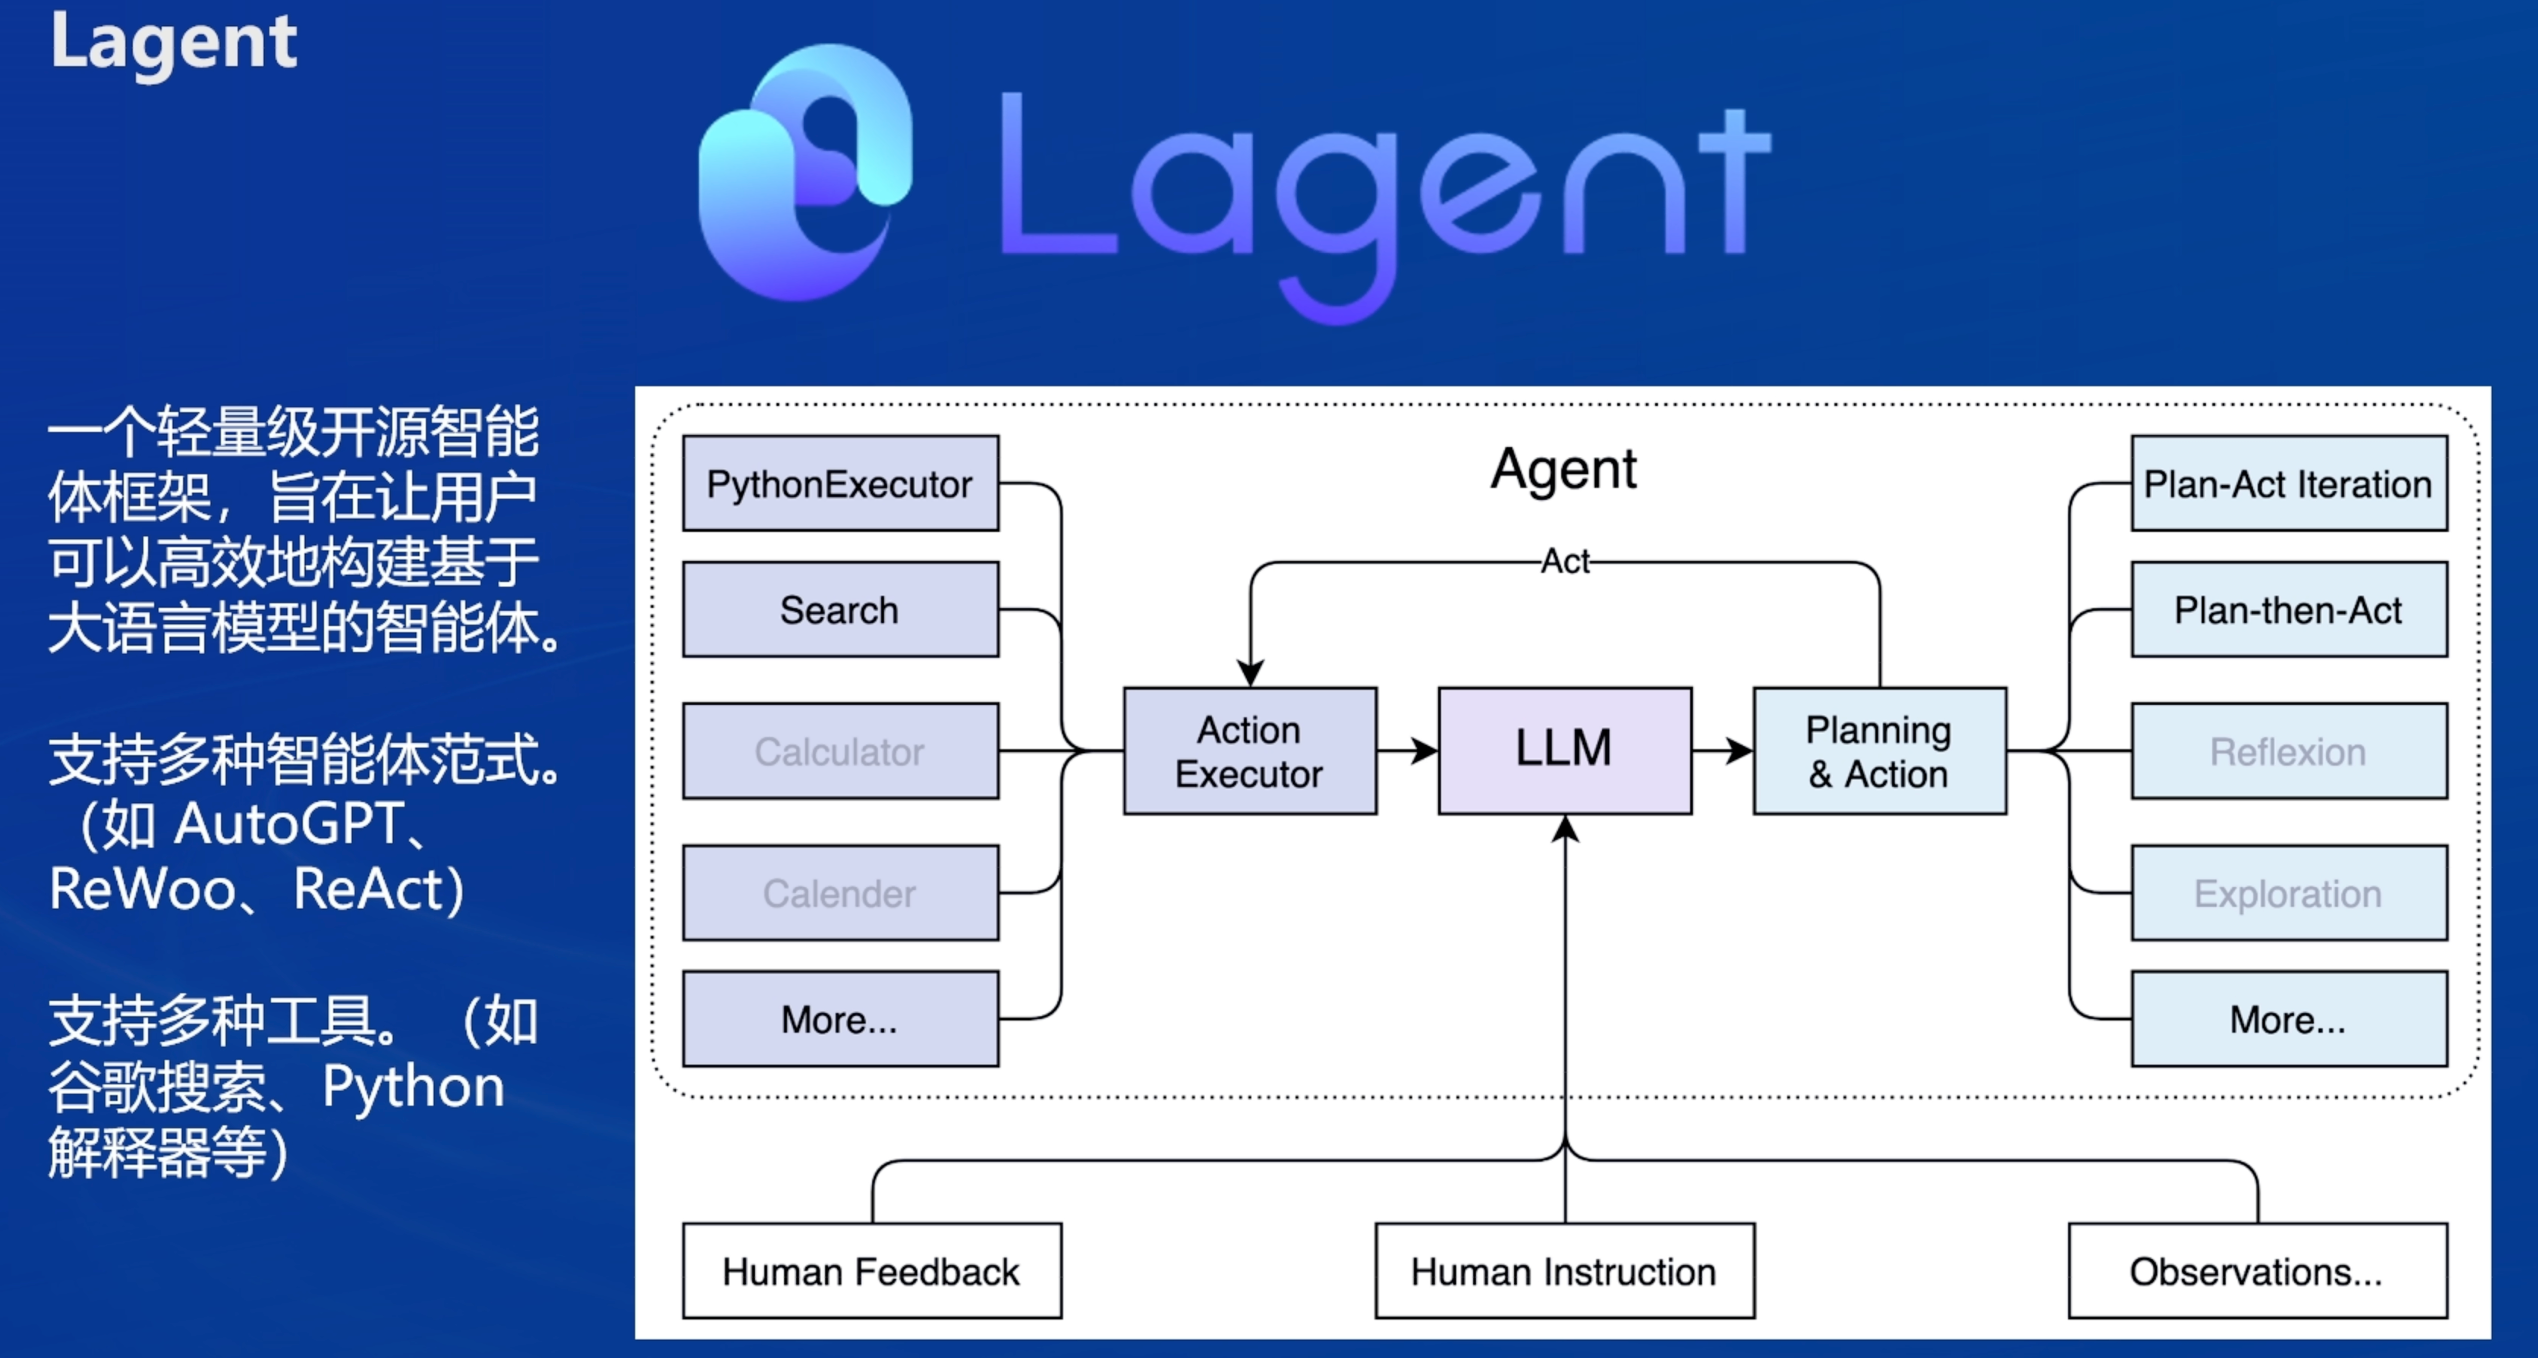 Lagent
Lagent
一个轻量级开源智能
体框架，旨在让用户
可以高效地构建基于
大语言模型的智能体。
支持多种智能体范式。
（如 AutoGPT、
ReWoo、ReAct）
支持多种工具。（如
谷歌搜索、Python
解释器等）
Agent
PythonExecutor
Search
Calculator
Calender
More...
Act
Action
Executor
LLM
Planning
& Action
Plan-Act Iteration
Plan-then-Act
Reflexion
Exploration
More...
Human Feedback
Human Instruction
Observations...